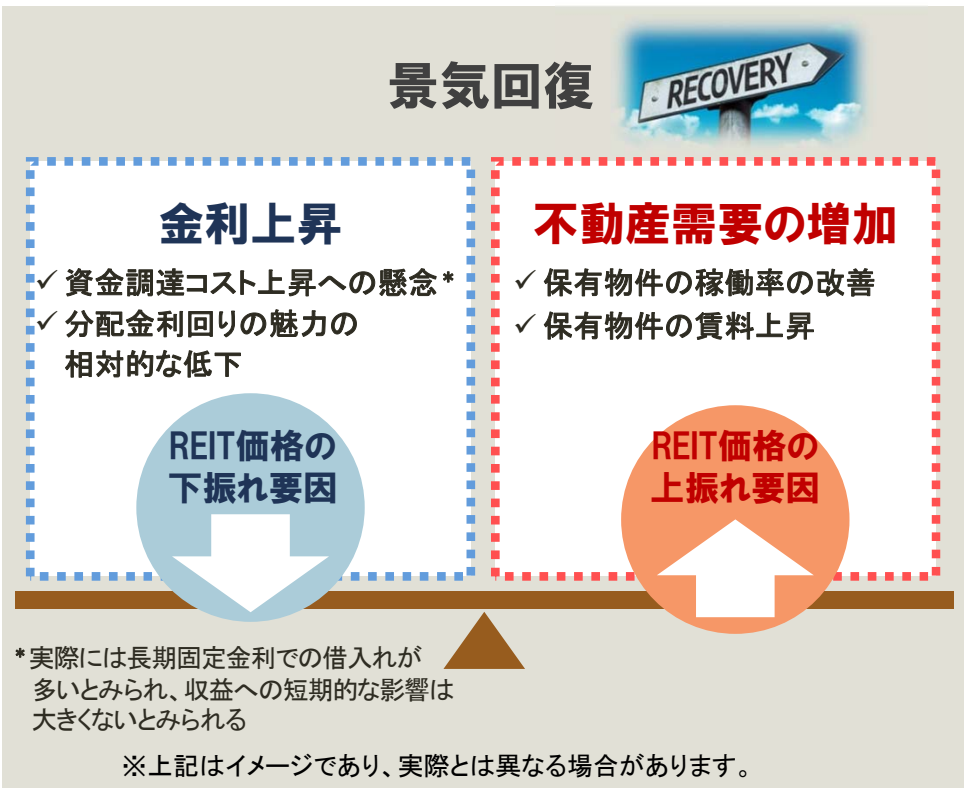 景気回復
RECOVERY
金利上昇
✓ 資金調達コスト上昇への懸念*
✓ 分配金利回りの魅力の
相対的な低下
REIT価格の
下振れ要因
不動産需要の増加
✓ 保有物件の稼働率の改善
✓ 保有物件の賃料上昇
REIT価格の
上振れ要因
*実際には長期固定金利での借入れが
多いとみられ、収益への短期的な影響は
大きくないとみられる
※上記はイメージであり、実際とは異なる場合があります。